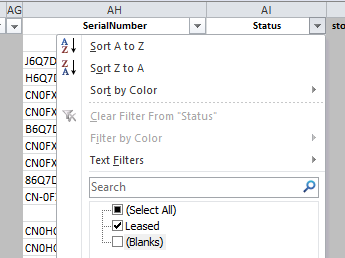 AG AH AI
SerialNumber Status sto
J6Q7D Sort A to Z
H6Q7D
CN0FX Sort Z to A
CN0FX Sort by Color
B6Q7D Clear Filter From "Status"
CN0FX Filter by Color
CN0FX Text Filters
86Q7D Search
CN-0F
(Select All)
CN0HC Leased
CN0HC (Blanks)